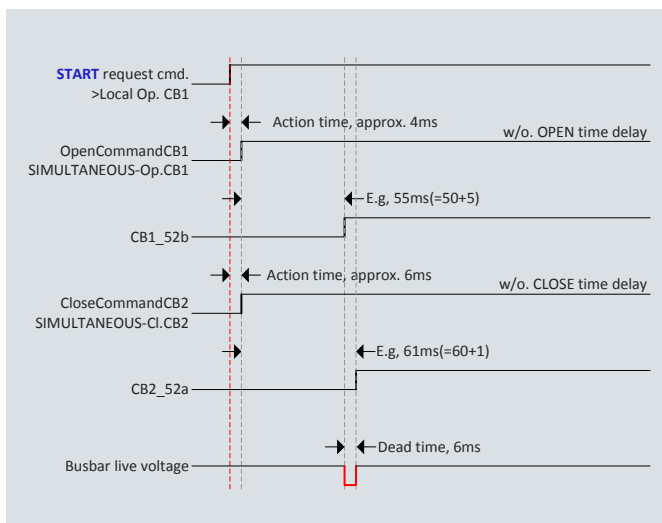 START request cmd.
>Local Op. CB1
Action time, approx. 4ms
w/o. OPEN time delay
OpenCommandCB1
SIMULTANEOUS-Op.CB1
E.g, 55ms(=50+5)
CB1_52b
Action time, approx. 6ms
w/o. CLOSE time delay
CloseCommandCB2
SIMULTANEOUS-Cl.CB2
E.g, 61ms(=60+1)
CB2_52a
Dead time, 6ms
Busbar live voltage